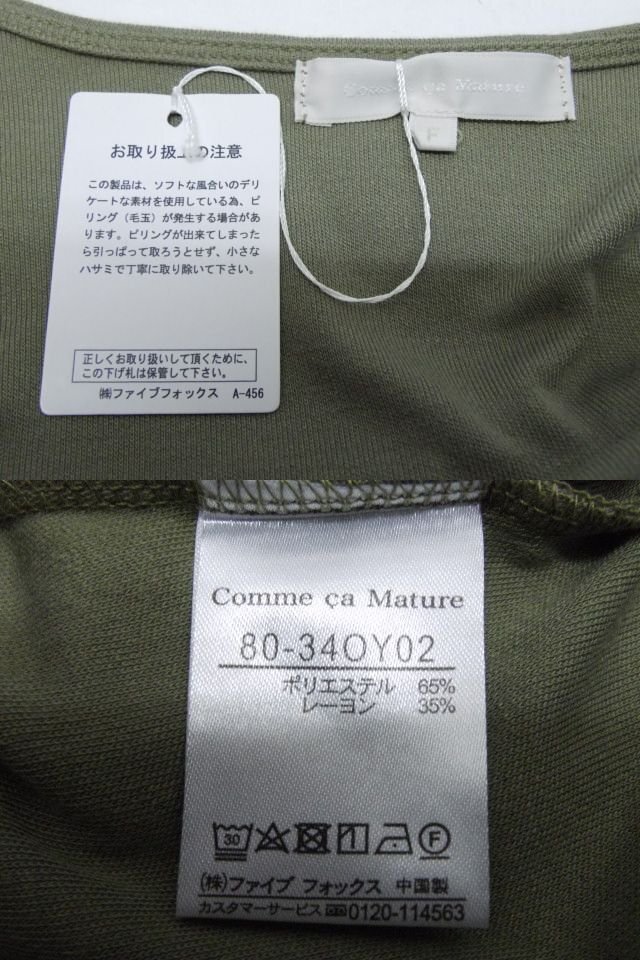 お取り扱上の注意
この製品は、ソフトな風合いのデリ
ケートな素材を使用している為、ピ
リング（毛玉）が発生する場合があ
ります。ピリングが出来てしまった
ら引っぱって取ろうとせず、小さな
ハサミで丁寧に取り除いて下さい。
正しくお取り扱いして頂くために、
この下げ札は保管して下さい。
㈱ファイブフォックス A-456
Comme ça Mature
F
Comme ça Mature
80-34OY02
ポリエステル 65%
レーヨン 35%
30 F
(株)ファイブ フォックス 中国製
カスタマーサービス 0120-114563